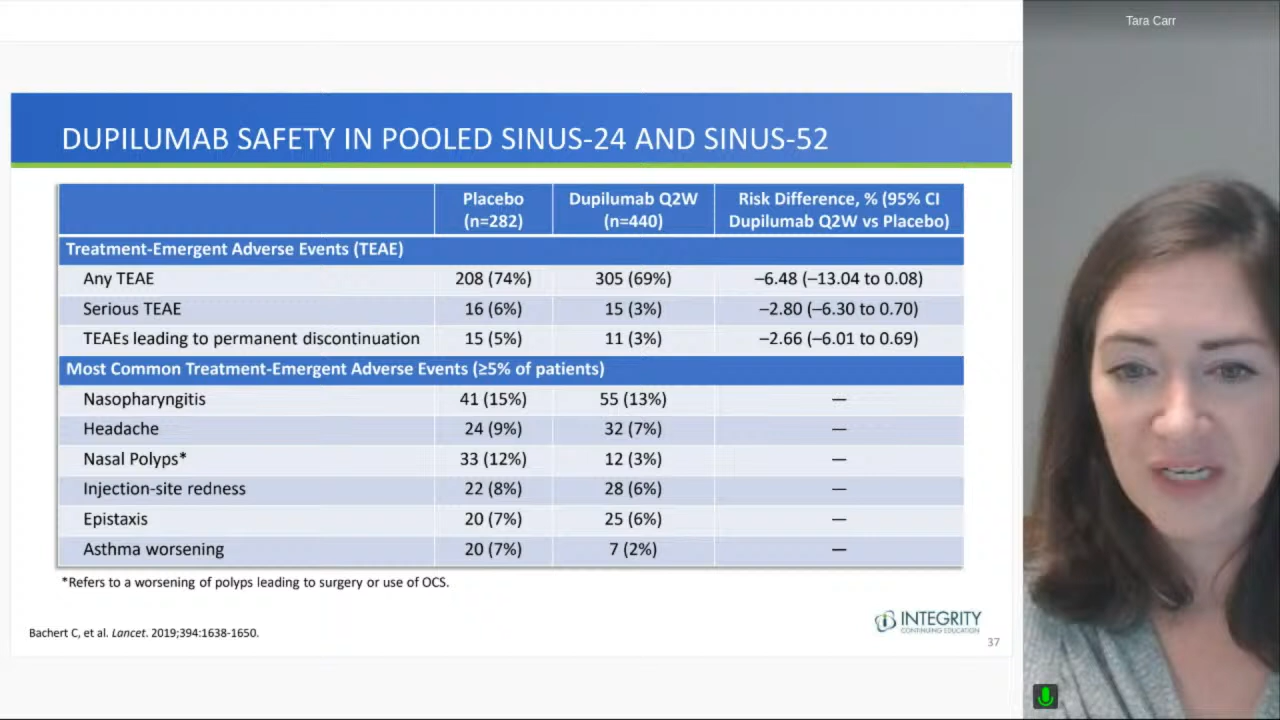 Tara Carr
DUPILUMAB SAFETY IN POOLED SINUS-24 AND SINUS-52
Placebo Dupilumab Q2W Risk Difference, % (95% CI
(n=282) (n=440) Dupilumab Q2W vs Placebo)
Treatment-Emergent Adverse Events (TEAE)
Any TEAE 208 (74%) 305 (69%) –6.48 (–13.04 to 0.08)
Serious TEAE 16 (6%) 15 (3%) –2.80 (–6.30 to 0.70)
TEAEs leading to permanent discontinuation 15 (5%) 11 (3%) –2.66 (–6.01 to 0.69)
Most Common Treatment-Emergent Adverse Events (≥5% of patients)
Nasopharyngitis 41 (15%) 55 (13%) —
Headache 24 (9%) 32 (7%) —
Nasal Polyps* 33 (12%) 12 (3%) —
Injection-site redness 22 (8%) 28 (6%) —
Epistaxis 20 (7%) 25 (6%) —
Asthma worsening 20 (7%) 7 (2%) —
*Refers to a worsening of polyps leading to surgery or use of OCS.
INTEGRITY
CONTINUING EDUCATION
Bachert C, et al. Lancet. 2019;394:1638-1650.
37